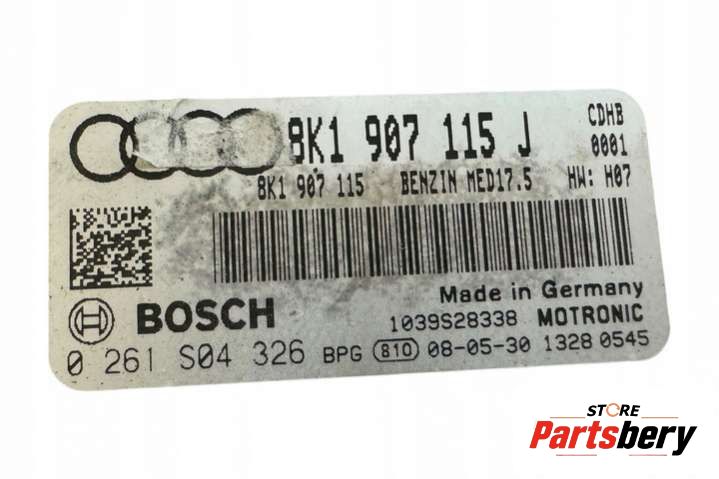 8K1 907 115 J CDHB
0001
8K1 907 115 BENZIN MED17.5 HW: H07
Made in Germany
BOSCH 1039S28338 MOTRONIC
0 261 S04 326 BPG 810 08-05-30 1328 0545
STORE
Partsbery